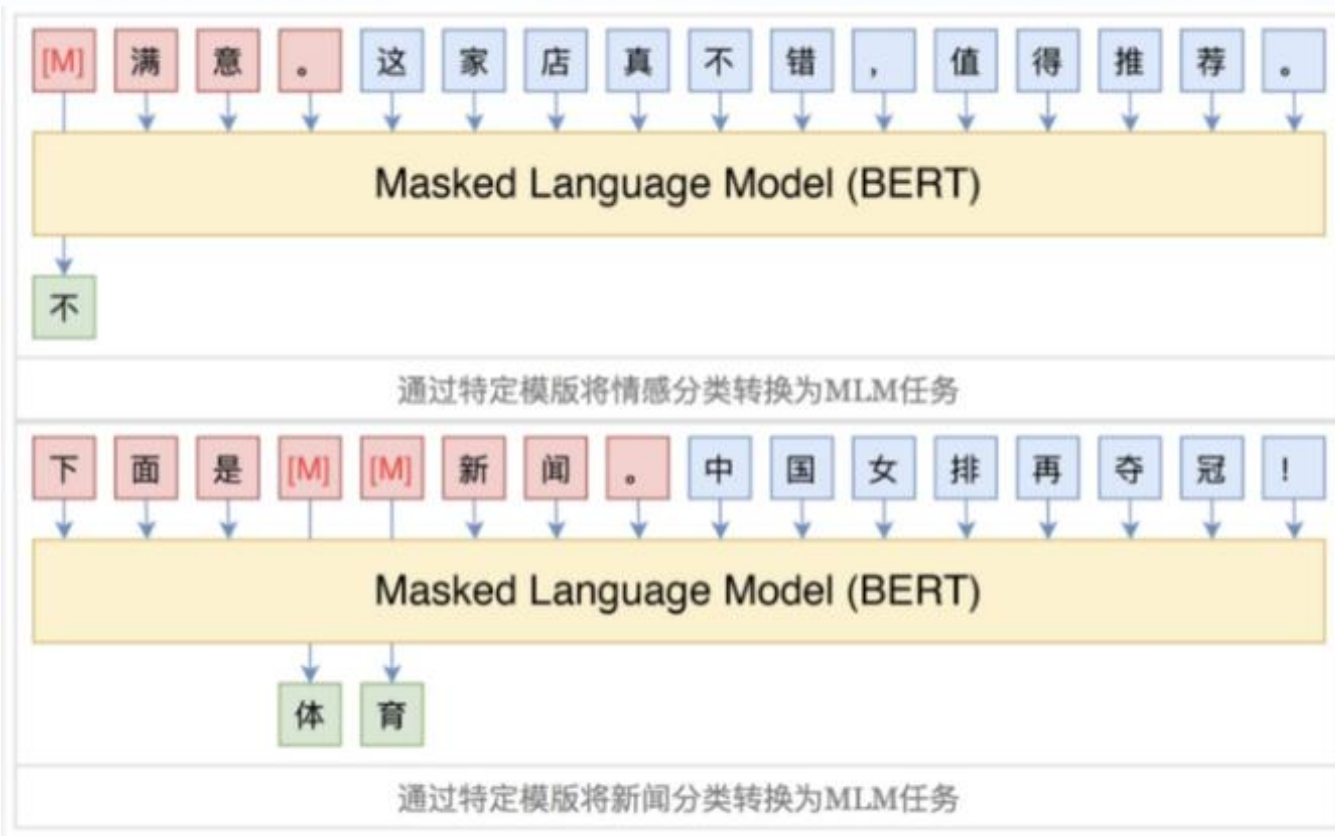 [M]满意。这家店真不错，值得推荐。
Masked Language Model (BERT)
不
通过特定模版将情感分类转换为MLM任务
下面是[M][M]新闻。中国女排再夺冠！
Masked Language Model (BERT)
体育
通过特定模版将新闻分类转换为MLM任务